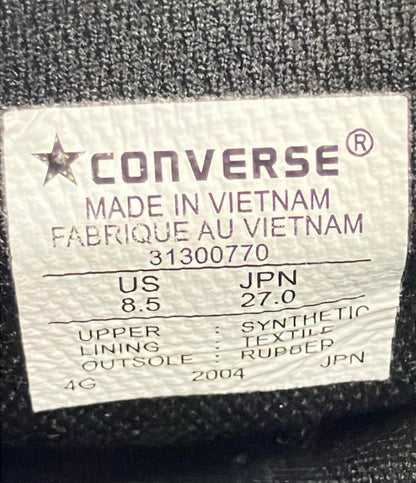 ★CONVERSE®
MADE IN VIETNAM
FABRIQUE AU VIETNAM
31300770
US JPN
8.5 27.0
UPPER : SYNTHETIC
LINING : TEXTILE
OUTSOLE : RUBBER
4G 2004 JPN